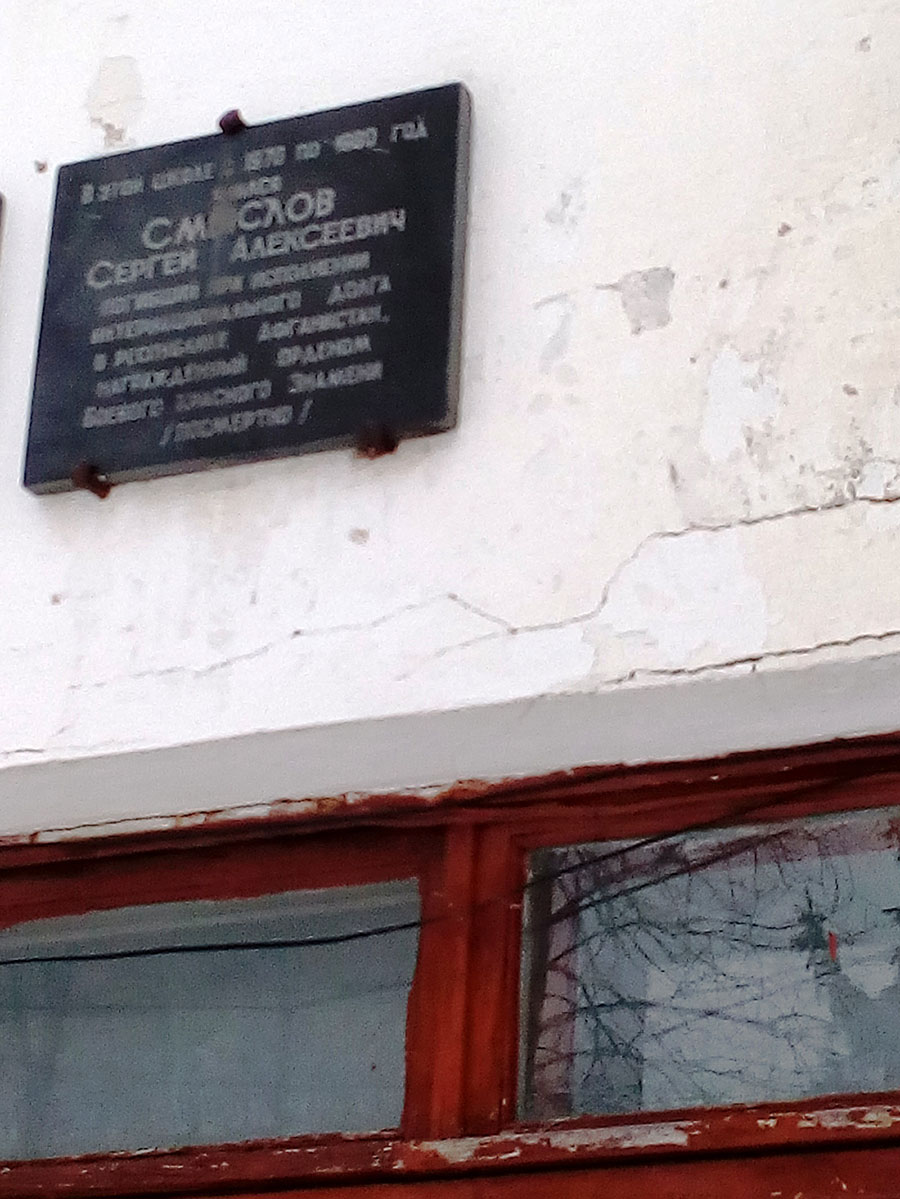 В этой школе с 1970 по 1980 год
учился
Смыслов
Сергей Алексеевич
погибший при исполнении
интернационального долга
в республике Афганистан,
награжденный орденом
Боевого Красного Знамени
/посмертно/